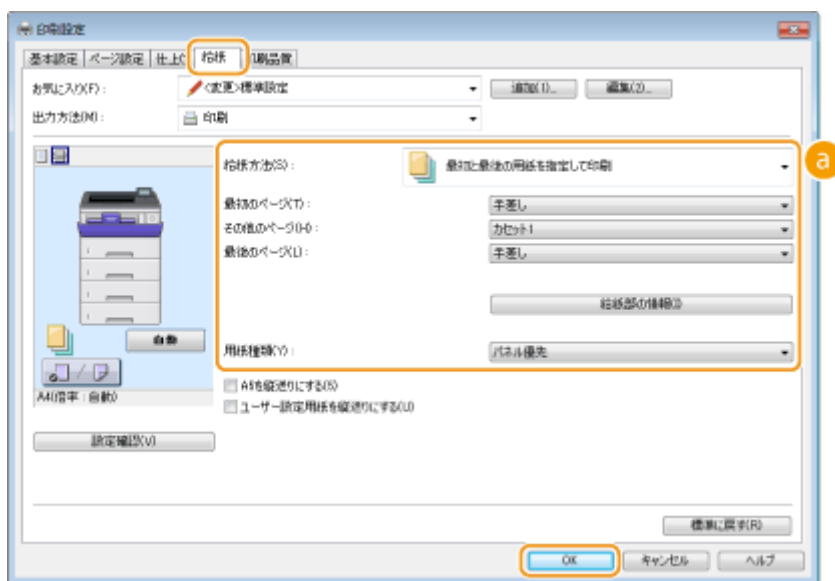 印刷設定
基本設定 ページ設定 仕上げ 給紙 印刷品質
お気に入り(F): <変更>標準設定 追加(1)... 編集(2)...
出力方法(M): 印刷
給紙方法(S): 最初と最後の用紙を指定して印刷
a
最初のページ(T): 手差し
その他のページ(H): カセット1
最後のページ(L): 手差し
給紙部の情報(I)
自動
用紙種類(Y): パネル優先
A5を縦送りにする(5)
A4(倍率:自動)
ユーザー設定用紙を縦送りにする(U)
設定確認(V)
標準に戻す(R)
OK キャンセル ヘルプ